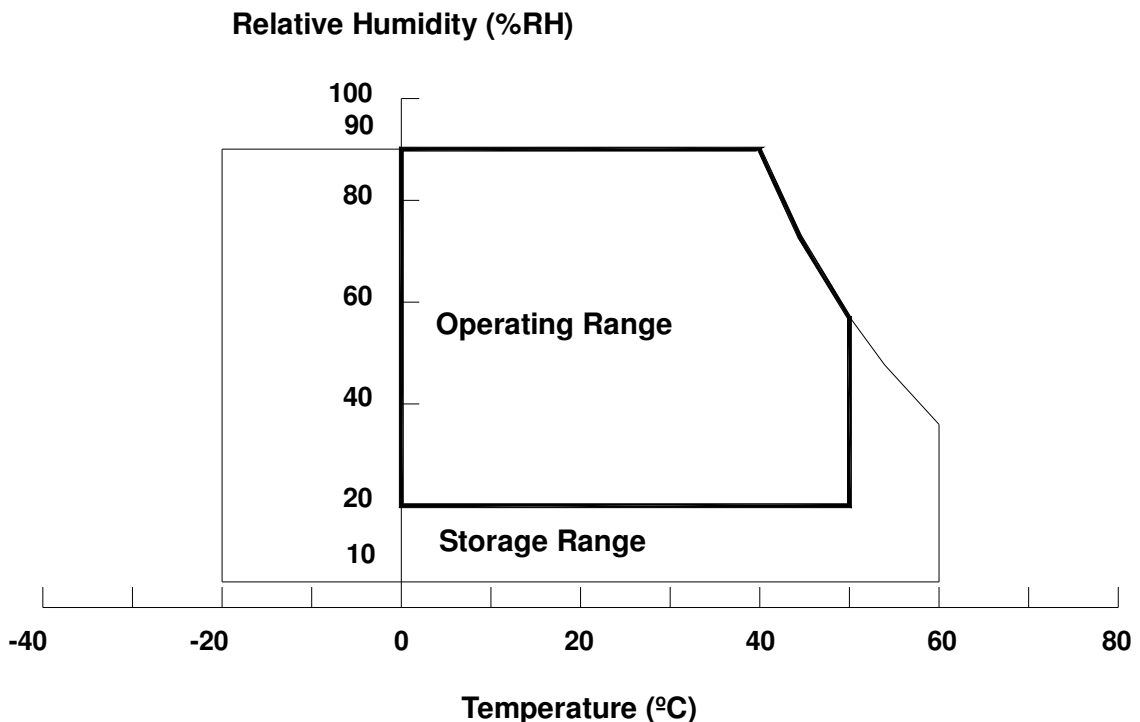 Relative Humidity (%RH)
100
90
80
60
Operating Range
40
20
Storage Range
10
-40 -20 0 20 40 60 80
Temperature (ºC)